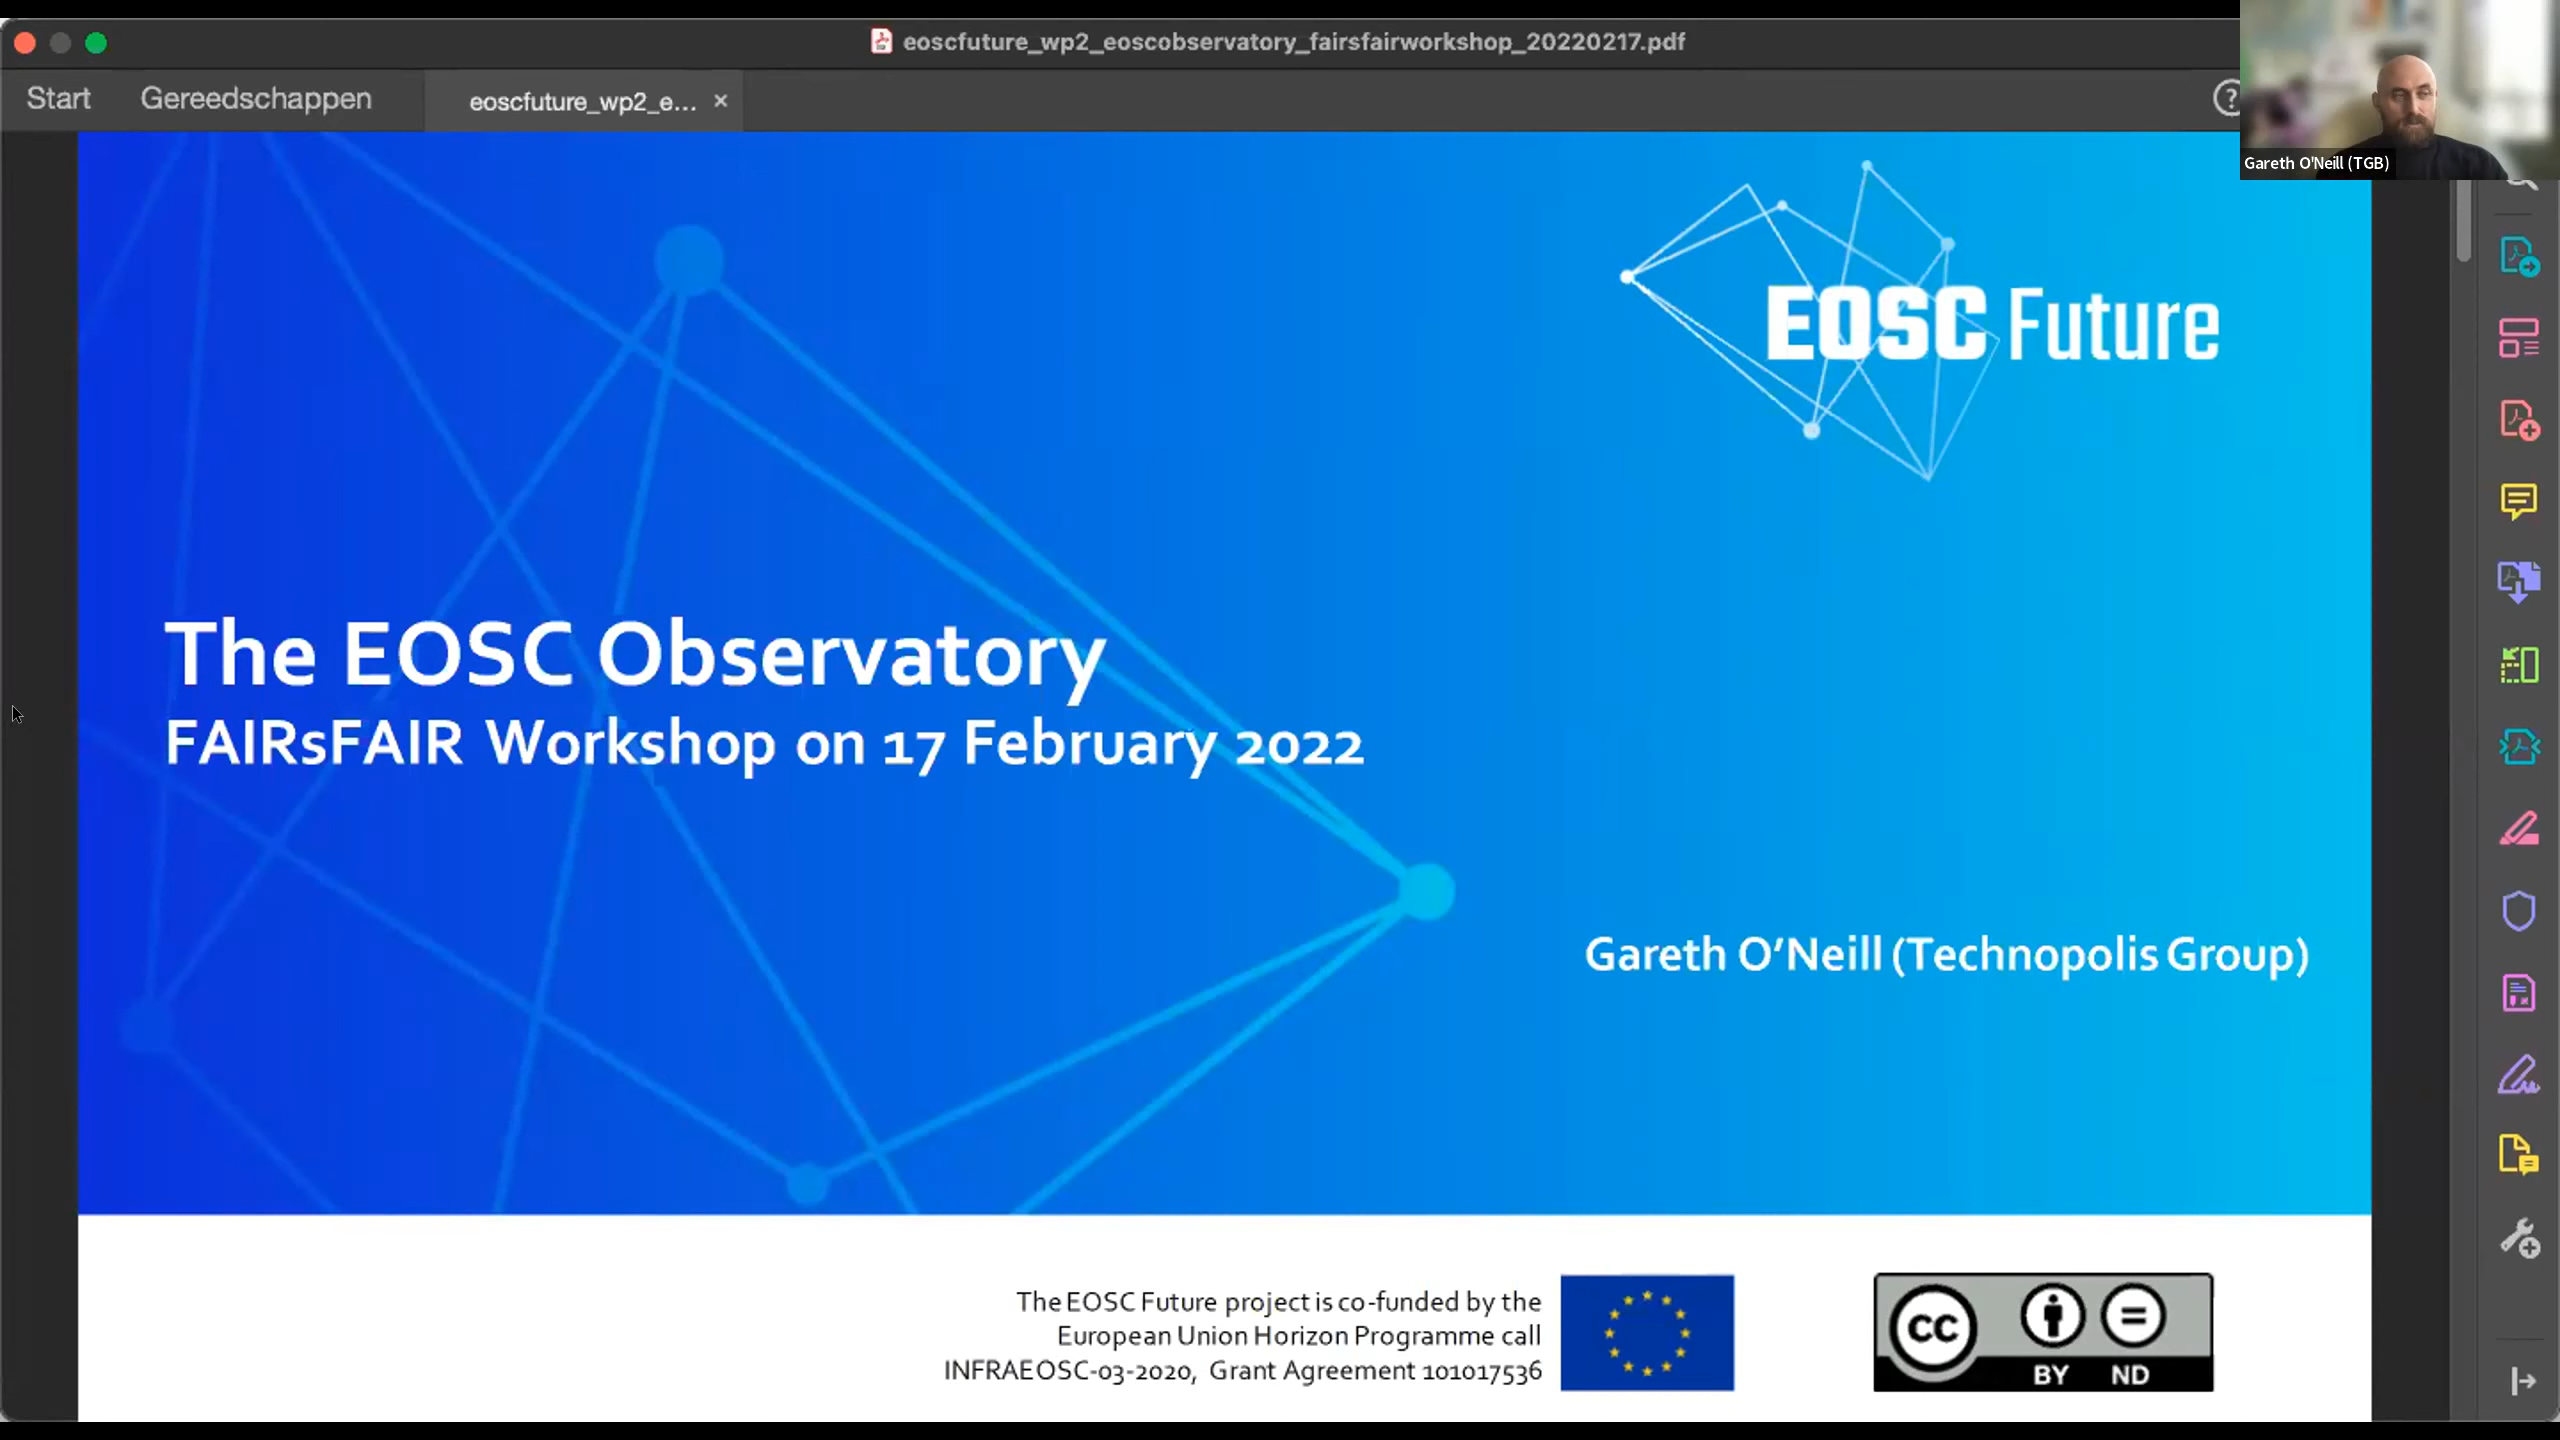 eoscfuture_wp2_eoscobservatory_fairsfairworkshop_20220217.pdf
Start
Gereedschappen
eoscfuture_wp2_e...
Gareth O'Neill (TGB)
EOSC Future
The EOSC Observatory
FAIRsFAIR Workshop on 17 February 2022
Gareth O’Neill (Technopolis Group)
The EOSC Future project is co-funded by the
European Union Horizon Programme call
INFRAEOSC-03-2020, Grant Agreement 101017536
CC
BY ND